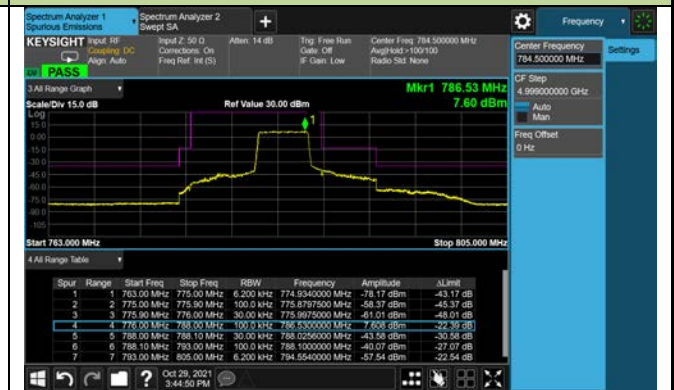 Spectrum Analyzer 1
Spurious Emissions
Spectrum Analyzer 2
Swept SA
+
Frequency
KEYSIGHT
Input: RF
Coupling: DC
Align: Auto
Input Z: 50 Ω
Corrections: On
Freq Ref: Int (S)
Atten: 14 dB
Trig: Free Run
Gate: Off
IF Gain: Low
Center Freq: 784.500000 MHz
Avg|Hold:>100/100
Radio Std: None
PASS
Center Frequency
784.500000 MHz
Settings
CF Step
4.999000000 GHz
Auto
Man
Freq Offset
0 Hz
3 All Range Graph
Mkr1 786.53 MHz
Scale/Div 15.0 dB
Ref Value 30.00 dBm
7.60 dBm
Log
15.0
0.00
-15.0
-30.0
-45.0
-60.0
-75.0
-90.0
-105
1
Start 763.000 MHz
Stop 805.000 MHz
4 All Range Table
Spur Range Start Freq Stop Freq RBW Frequency Amplitude ΔLimit
1 1 763.00 MHz 775.00 MHz 6.200 kHz 774.9340000 MHz -78.17 dBm -43.17 dB
2 2 775.00 MHz 775.90 MHz 100.0 kHz 775.8797500 MHz -58.37 dBm -45.37 dB
3 3 775.90 MHz 776.00 MHz 30.00 kHz 775.9975000 MHz -61.01 dBm -48.01 dB
4 4 776.00 MHz 788.00 MHz 100.0 kHz 786.5300000 MHz 7.608 dBm -22.39 dB
5 5 788.00 MHz 788.10 MHz 30.00 kHz 788.0256000 MHz -43.58 dBm -30.58 dB
6 6 788.10 MHz 793.00 MHz 100.0 kHz 788.1000000 MHz -40.07 dBm -27.07 dB
7 7 793.00 MHz 805.00 MHz 6.200 kHz 794.5540000 MHz -57.54 dBm -22.54 dB
?
Oct 29, 2021
3:44:50 PM